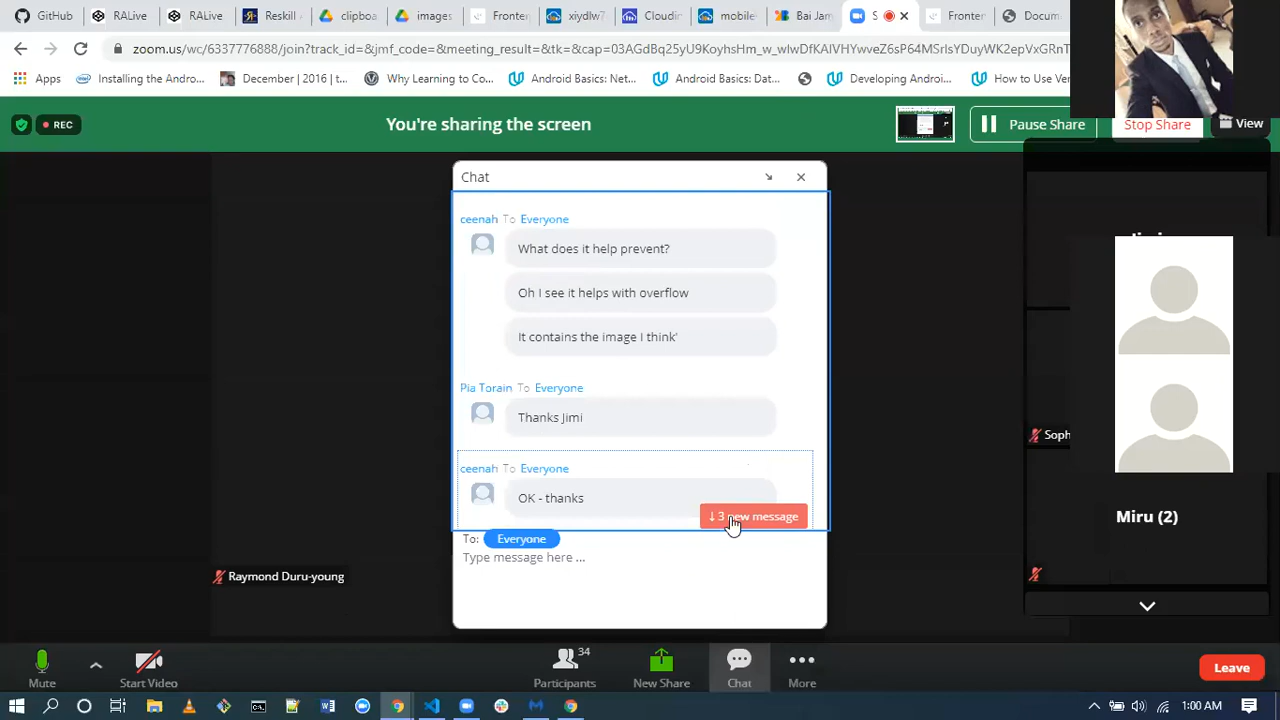 GitHub
RALive
RALive
Reskill A
clipboa
images
Fronter
xiydlw7
Cloudin
mobile-
Bai Jam
S
Fronten
Docum
zoom.us/wc/6337776888/join?track_id=&jmf_code=&meeting_result=&tk=&cap=
Apps
Installing the Andro...
December | 2016 | t...
Why Learning to Co...
Android Basics: Net...
Android Basics: Dat...
Developing Androi...
How to Use Ver
REC
You're sharing the screen
Pause Share
Stop Share
View
Chat
ceenah To Everyone
What does it help prevent?
Oh I see it helps with overflow
It contains the image I think'
Pia Torain To Everyone
Thanks Jimi
ceenah To Everyone
OK - thanks
↓ 3 new message
To: Everyone
Type message here ...
Raymond Duru-young
Soph
Miru (2)
Mute
Start Video
34
Participants
New Share
Chat
More
Leave
1:00 AM